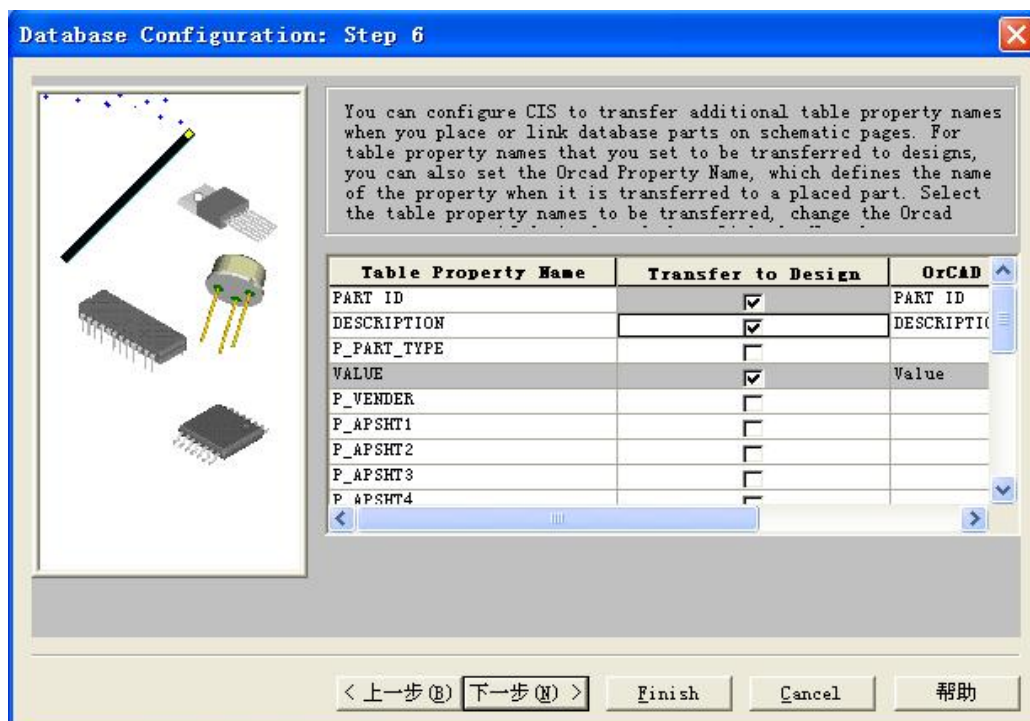 Database Configuration: Step 6
You can configure CIS to transfer additional table property names
when you place or link database parts on schematic pages. For
table property names that you set to be transferred to designs,
you can also set the Orcad Property Name, which defines the name
of the property when it is transferred to a placed part. Select
the table property names to be transferred, change the Orcad
Table Property Name Transfer to Design OrCAD
PART ID PART ID
DESCRIPTION DESCRIPTI
P_PART_TYPE
VALUE Value
P_VENDER
P_APSHT1
P_APSHT2
P_APSHT3
P_APSHT4
< 上一步(B) 下一步(N) > Finish Cancel 帮助